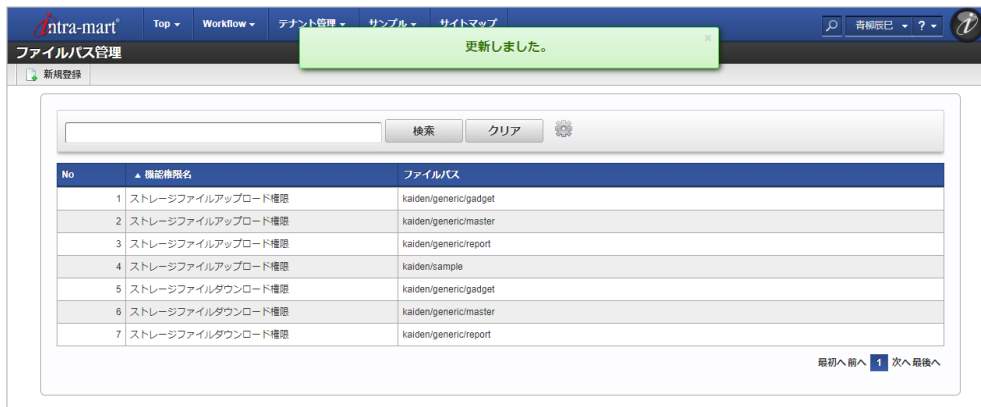 intra-mart Top Workflow テナント管理 サンプル サイトマップ 青柳辰巳 ?
更新しました。 ×
ファイルパス管理
新規登録
検索 クリア
No ▲ 機能権限名 ファイルパス
1 ストレージファイルアップロード権限 kaiden/generic/gadget
2 ストレージファイルアップロード権限 kaiden/generic/master
3 ストレージファイルアップロード権限 kaiden/generic/report
4 ストレージファイルアップロード権限 kaiden/sample
5 ストレージファイルダウンロード権限 kaiden/generic/gadget
6 ストレージファイルダウンロード権限 kaiden/generic/master
7 ストレージファイルダウンロード権限 kaiden/generic/report
最初へ 前へ 1 次へ 最後へ